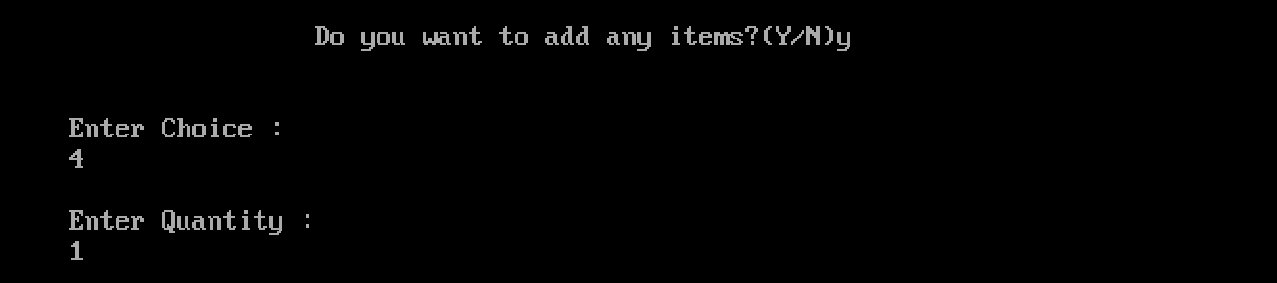 Do you want to add any items?(Y/N)y
Enter Choice :
4
Enter Quantity :
1